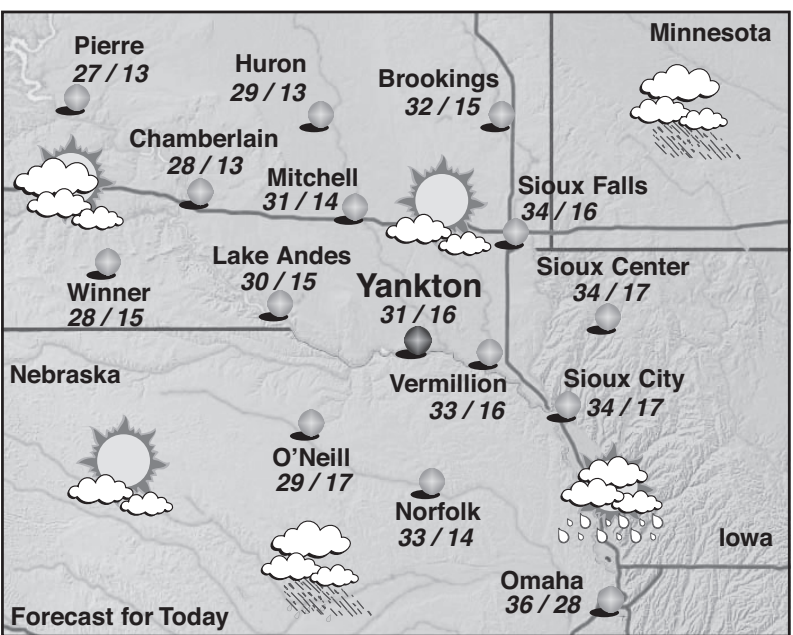 Minnesota
Pierre
27 / 13
Huron
29 / 13
Brookings
32 / 15
Chamberlain
28 / 13
Mitchell
31 / 14
Sioux Falls
34 / 16
Winner
28 / 15
Lake Andes
30 / 15
Yankton
31 / 16
Sioux Center
34 / 17
Nebraska
Vermillion
33 / 16
Sioux City
34 / 17
O'Neill
29 / 17
Norfolk
33 / 14
Iowa
Omaha
36 / 28
Forecast for Today